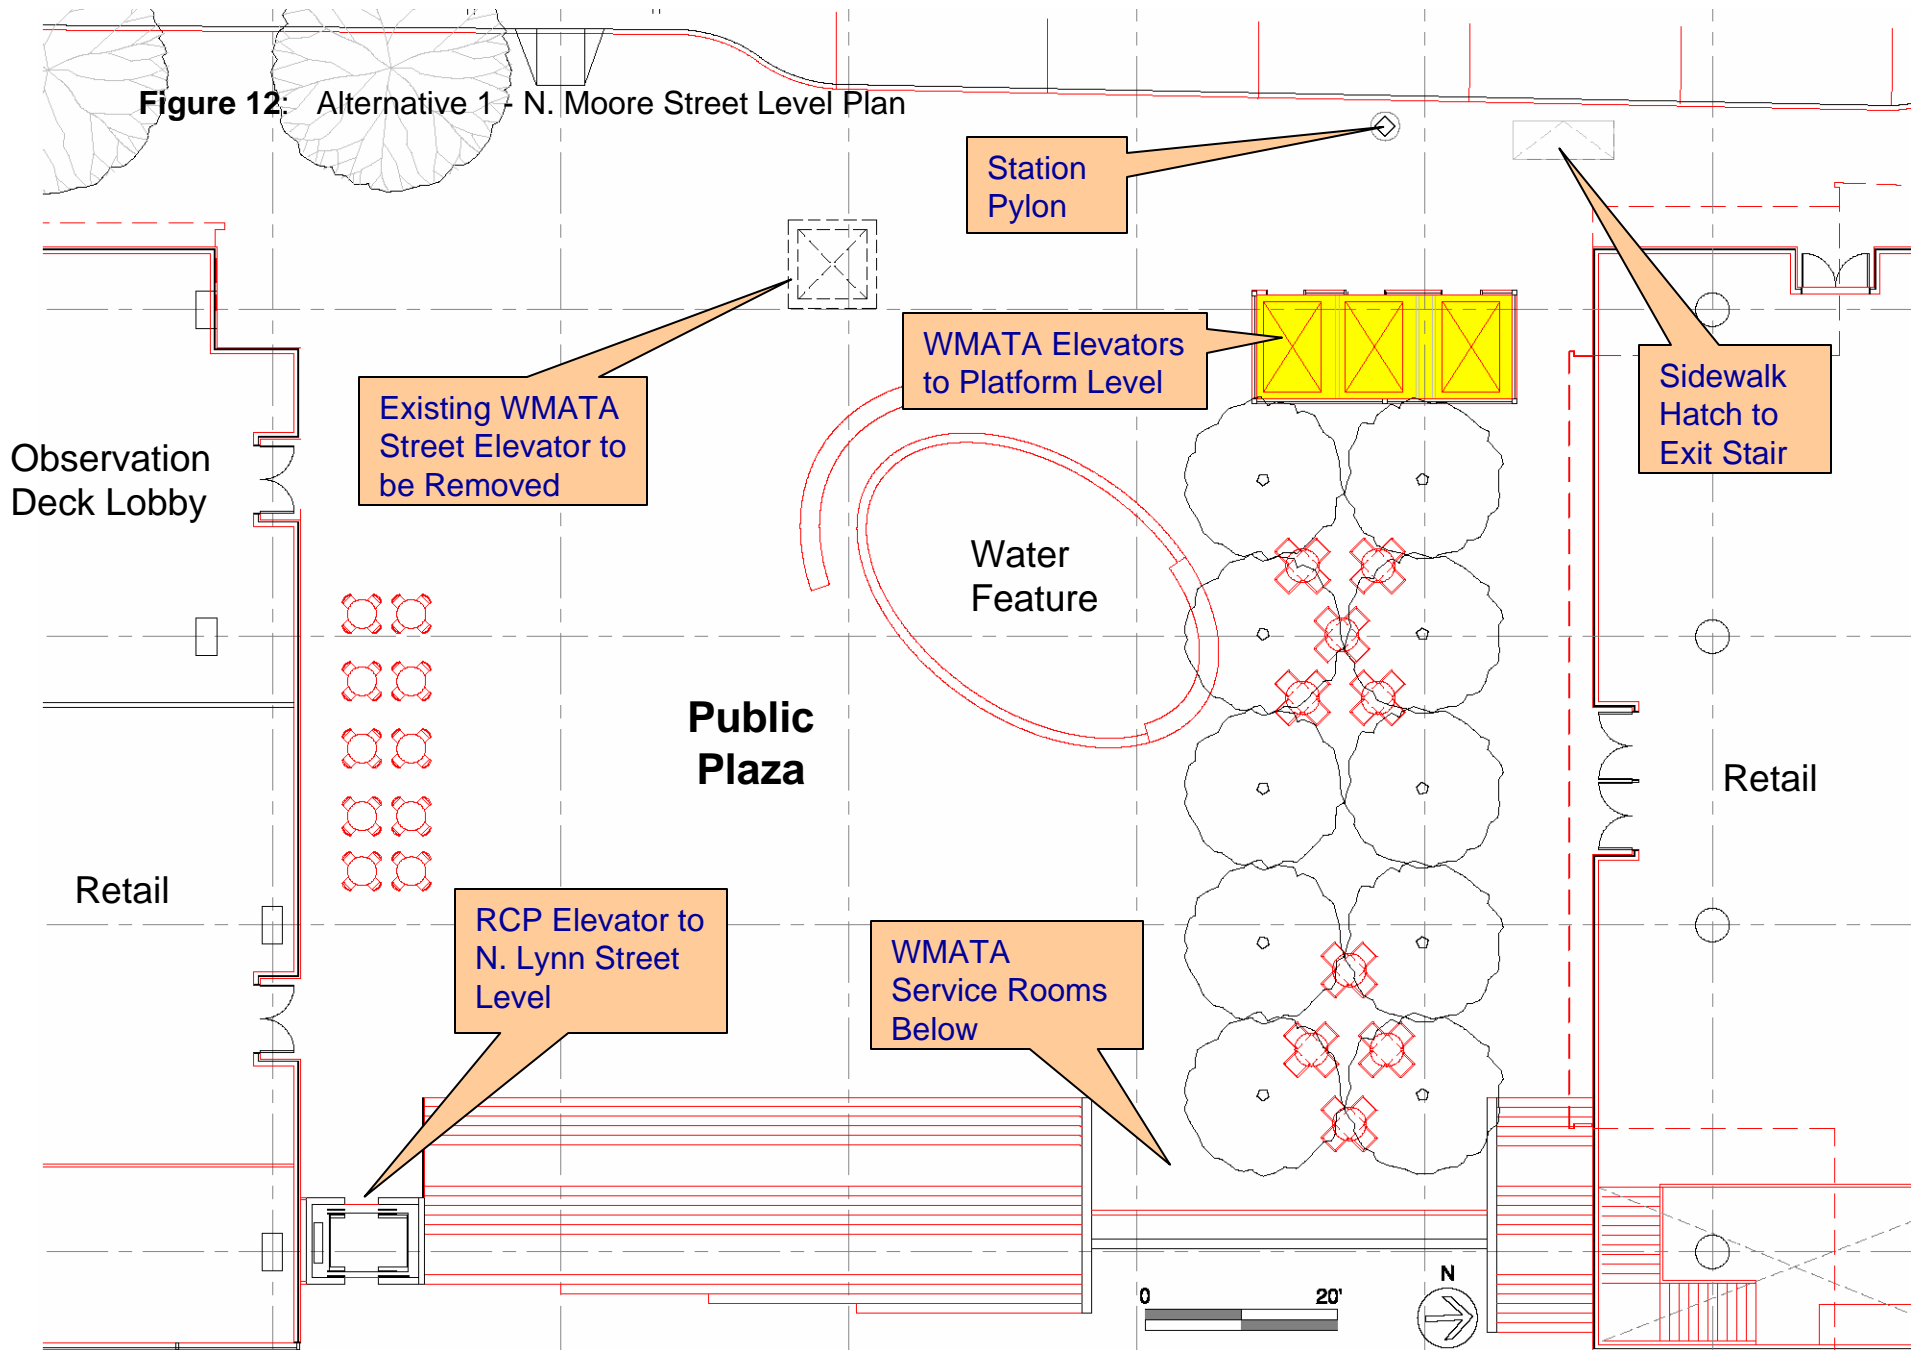 Figure 12: Alternative 1 - N. Moore Street Level Plan
Station
Pylon
WMATA Elevators
to Platform Level
Existing WMATA
Street Elevator to
be Removed
Sidewalk
Hatch to
Exit Stair
Observation
Deck Lobby
Water
Feature
Public
Plaza
Retail
Retail
RCP Elevator to
N. Lynn Street
Level
WMATA
Service Rooms
Below
0 20'
N